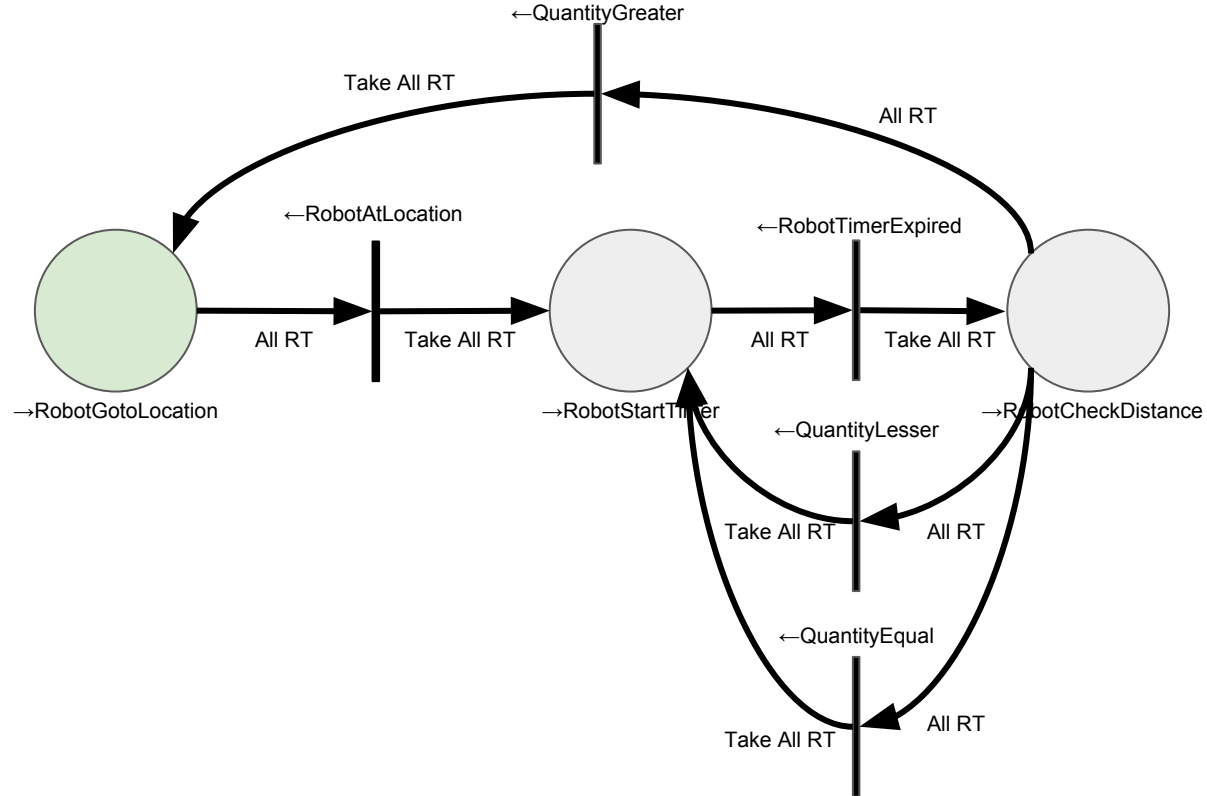 ←QuantityGreater
Take All RT
All RT
←RobotAtLocation
←RobotTimerExpired
All RT
Take All RT
All RT
Take All RT
→RobotGotoLocation
→RobotStartTimer
→RobotCheckDistance
←QuantityLesser
Take All RT
All RT
←QuantityEqual
Take All RT
All RT